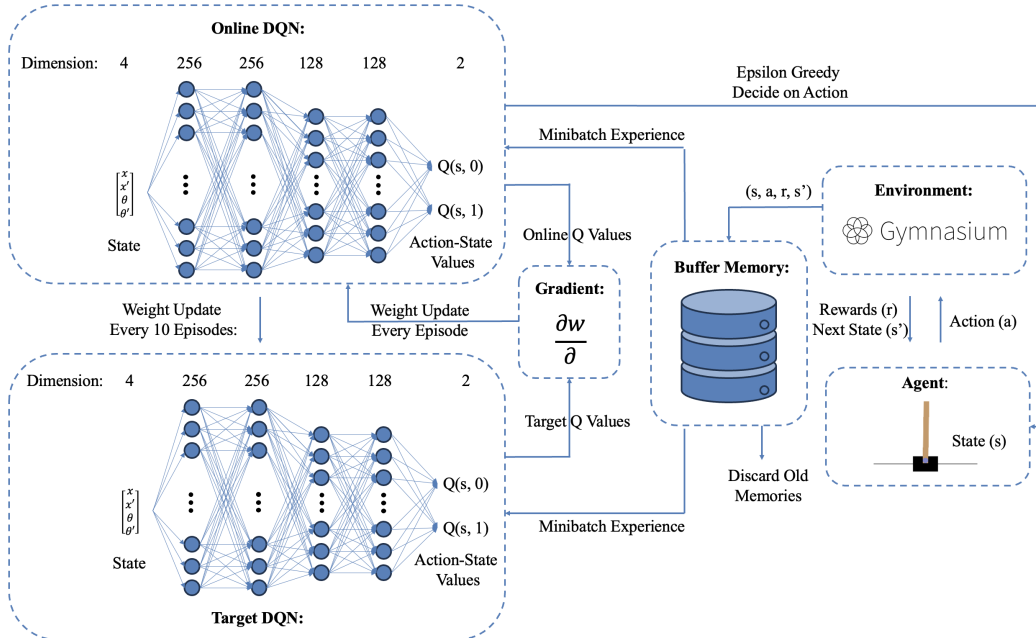 Online DQN:
Dimension: 4 256 256 128 128 2
x
x'
θ
θ'
State
Q(s, 0)
Q(s, 1)
Action-State
Values
Epsilon Greedy
Decide on Action
Minibatch Experience
(s, a, r, s’)
Environment:
Gymnasium
Online Q Values
Buffer Memory:
Gradient:
∂w
∂
Weight Update
Every 10 Episodes:
Weight Update
Every Episode
Rewards (r)
Next State (s’)
Action (a)
Agent:
State (s)
Dimension: 4 256 256 128 128 2
x
x'
θ
θ'
State
Q(s, 0)
Q(s, 1)
Action-State
Values
Target Q Values
Discard Old
Memories
Minibatch Experience
Target DQN: